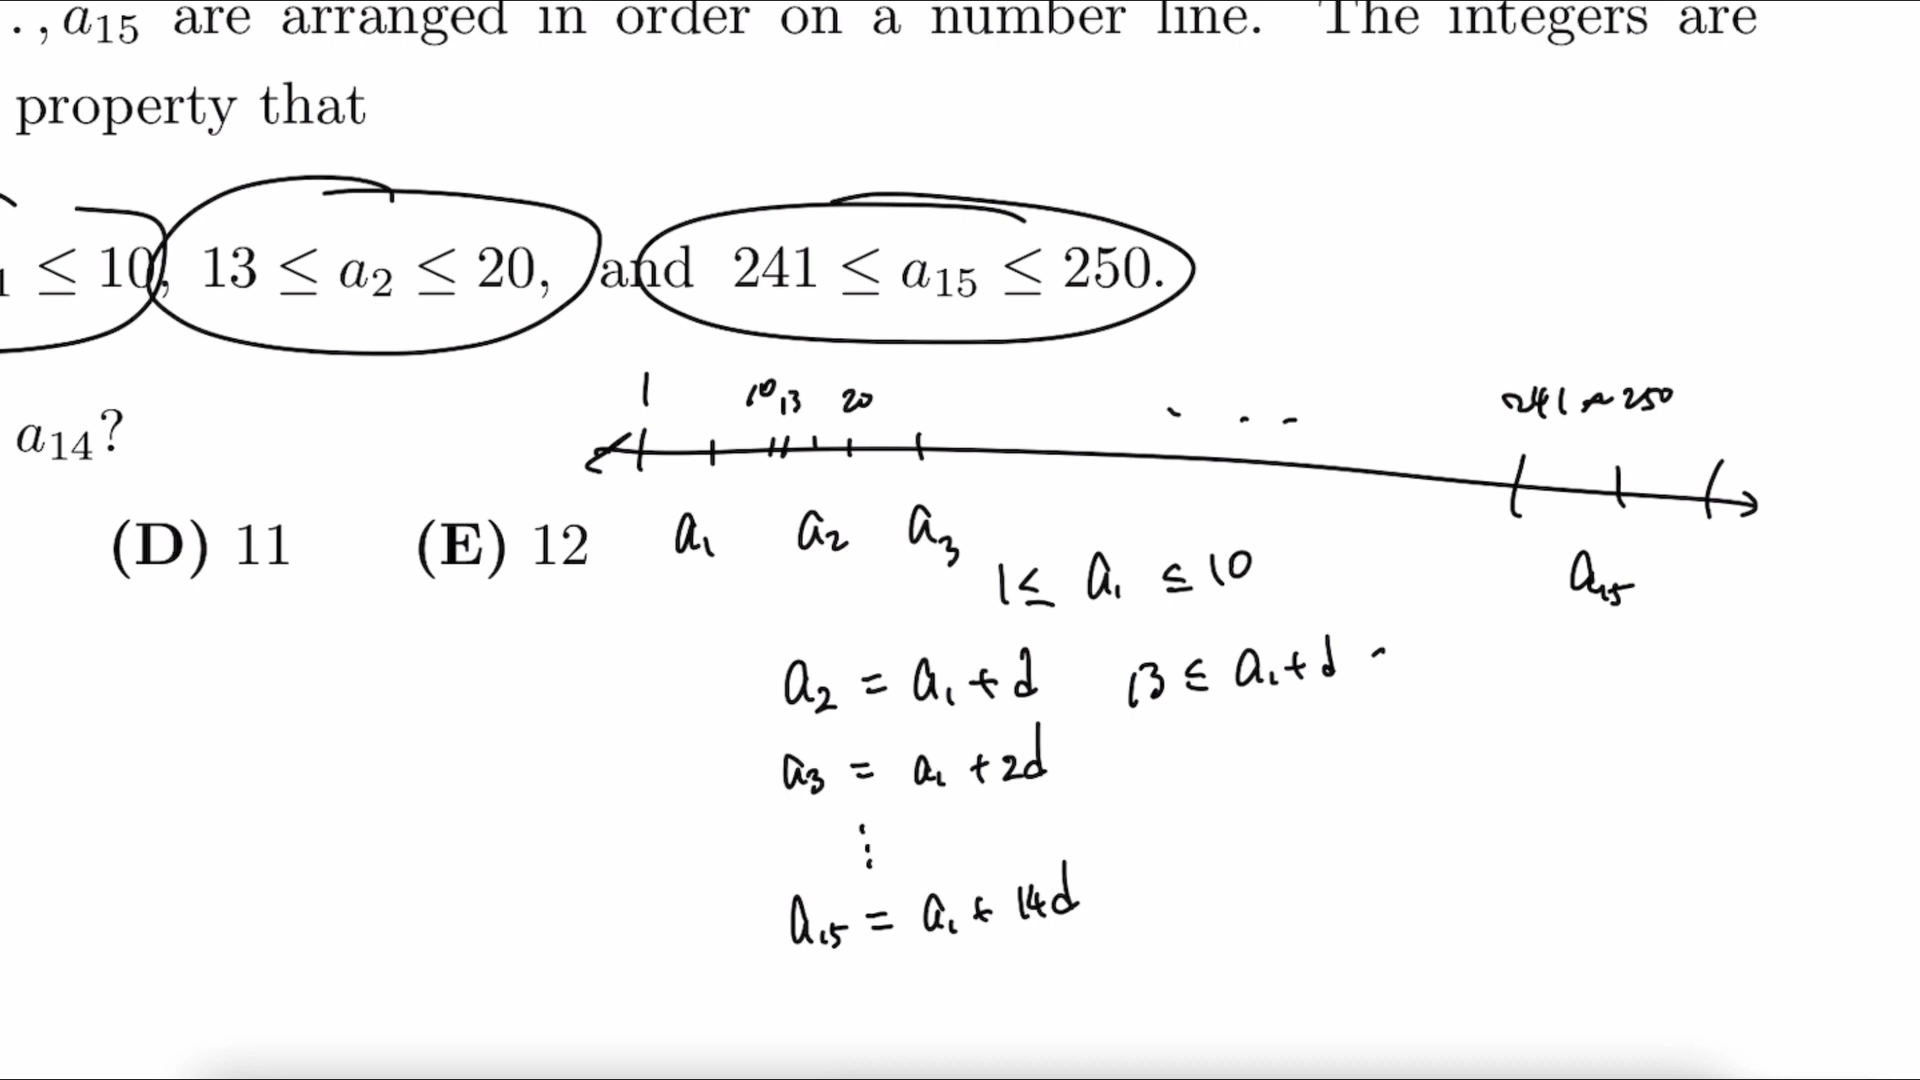 . , a₁₅ are arranged in order on a number line. The integers are
property that
₁ ≤ 10, 13 ≤ a₂ ≤ 20, and 241 ≤ a₁₅ ≤ 250.
1 10 13 20 . . . 241 ~ 250
a₁₄?
(D) 11 (E) 12
a₁ a₂ a₃ a₁₅
1 ≤ a₁ ≤ 10
a₂ = a₁ + d 13 ≤ a₁ + d
a₃ = a₁ + 2d
⋮
a₁₅ = a₁ + 14d